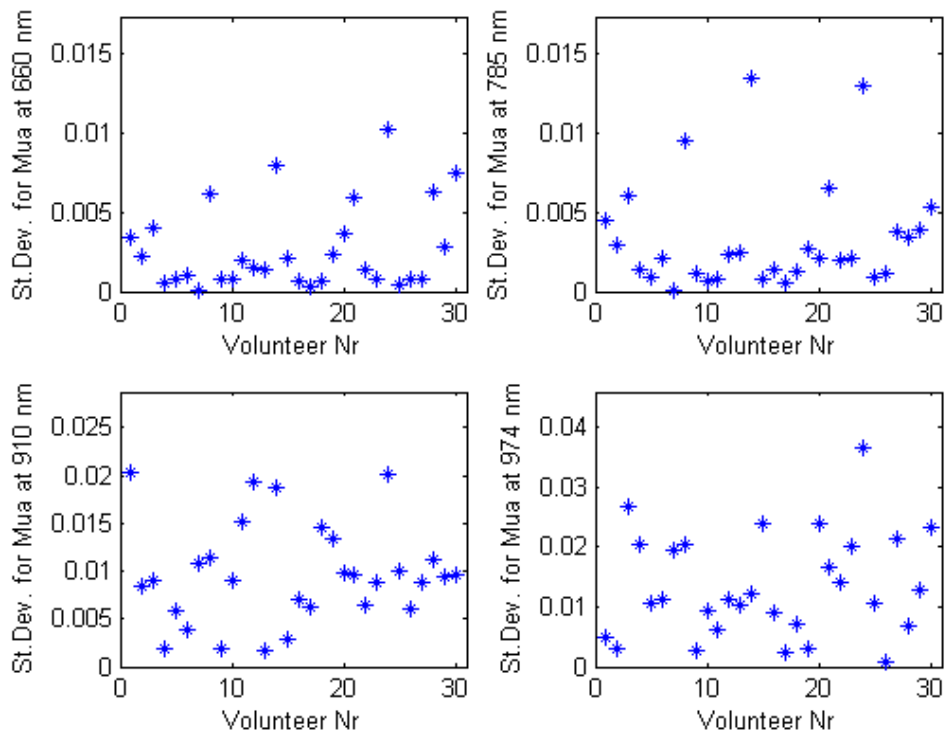 St.Dev. for Mua at 660 nm
0.015
0.01
0.005
0
0 10 20 30
Volunteer Nr
St.Dev. for Mua at 785 nm
0.015
0.01
0.005
0
0 10 20 30
Volunteer Nr
St.Dev. for Mua at 910 nm
0.025
0.02
0.015
0.01
0.005
0
0 10 20 30
Volunteer Nr
St.Dev. for Mua at 974 nm
0.04
0.03
0.02
0.01
0
0 10 20 30
Volunteer Nr